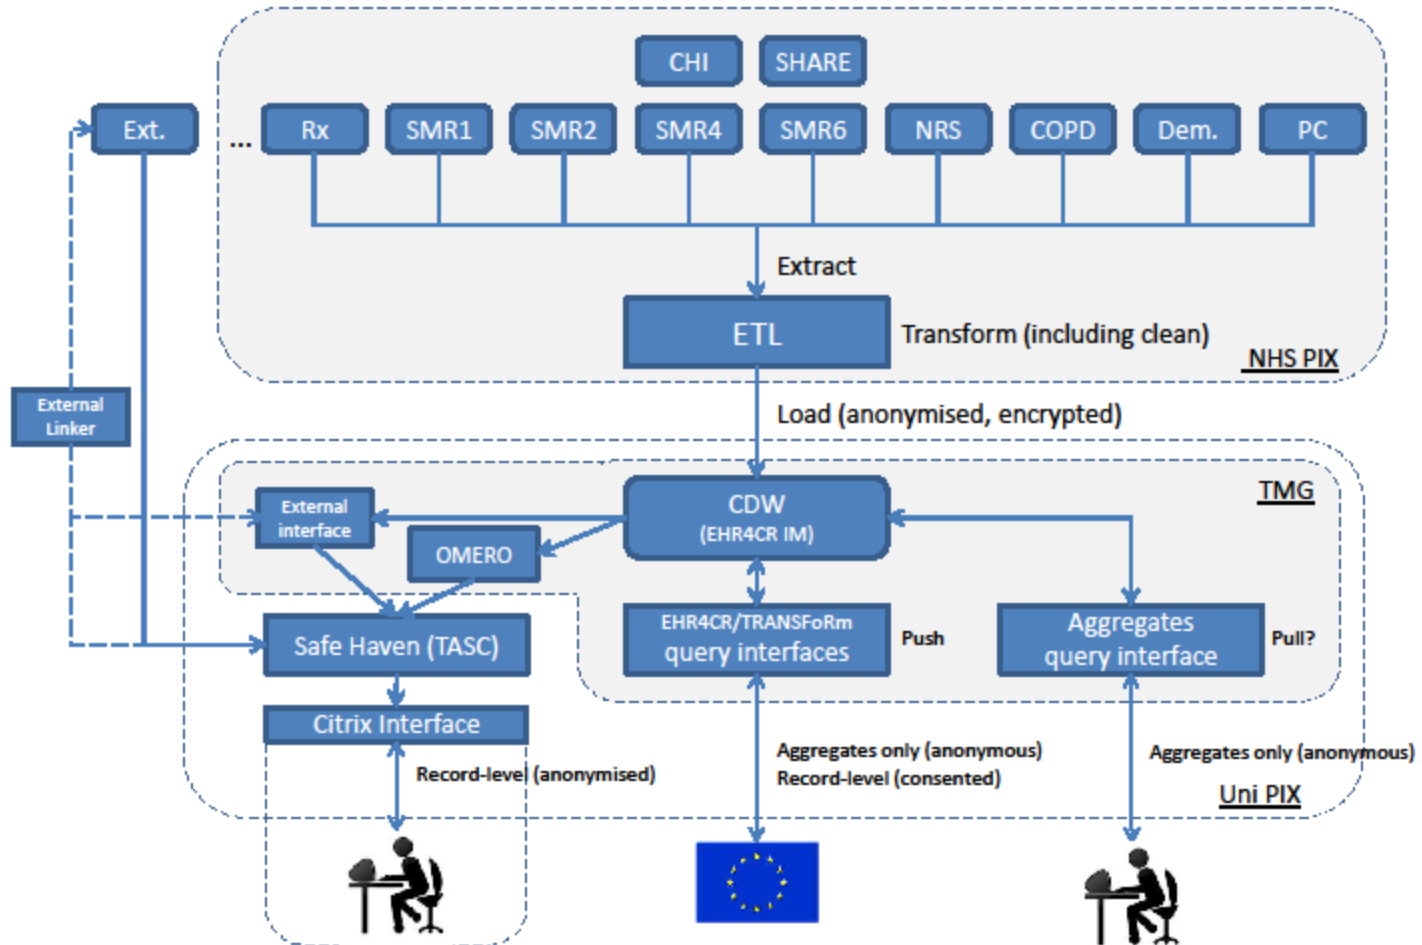 CHI
SHARE
Ext.
...
Rx
SMR1
SMR2
SMR4
SMR6
NRS
COPD
Dem.
PC
Extract
ETL
Transform (including clean)
NHS PIX
External
Linker
Load (anonymised, encrypted)
TMG
External
interface
CDW
(EHR4CR IM)
OMERO
Safe Haven (TASC)
EHR4CR/TRANSFoRm
query interfaces
Push
Aggregates
query interface
Pull?
Citrix Interface
Record-level (anonymised)
Aggregates only (anonymous)
Record-level (consented)
Aggregates only (anonymous)
Uni PIX